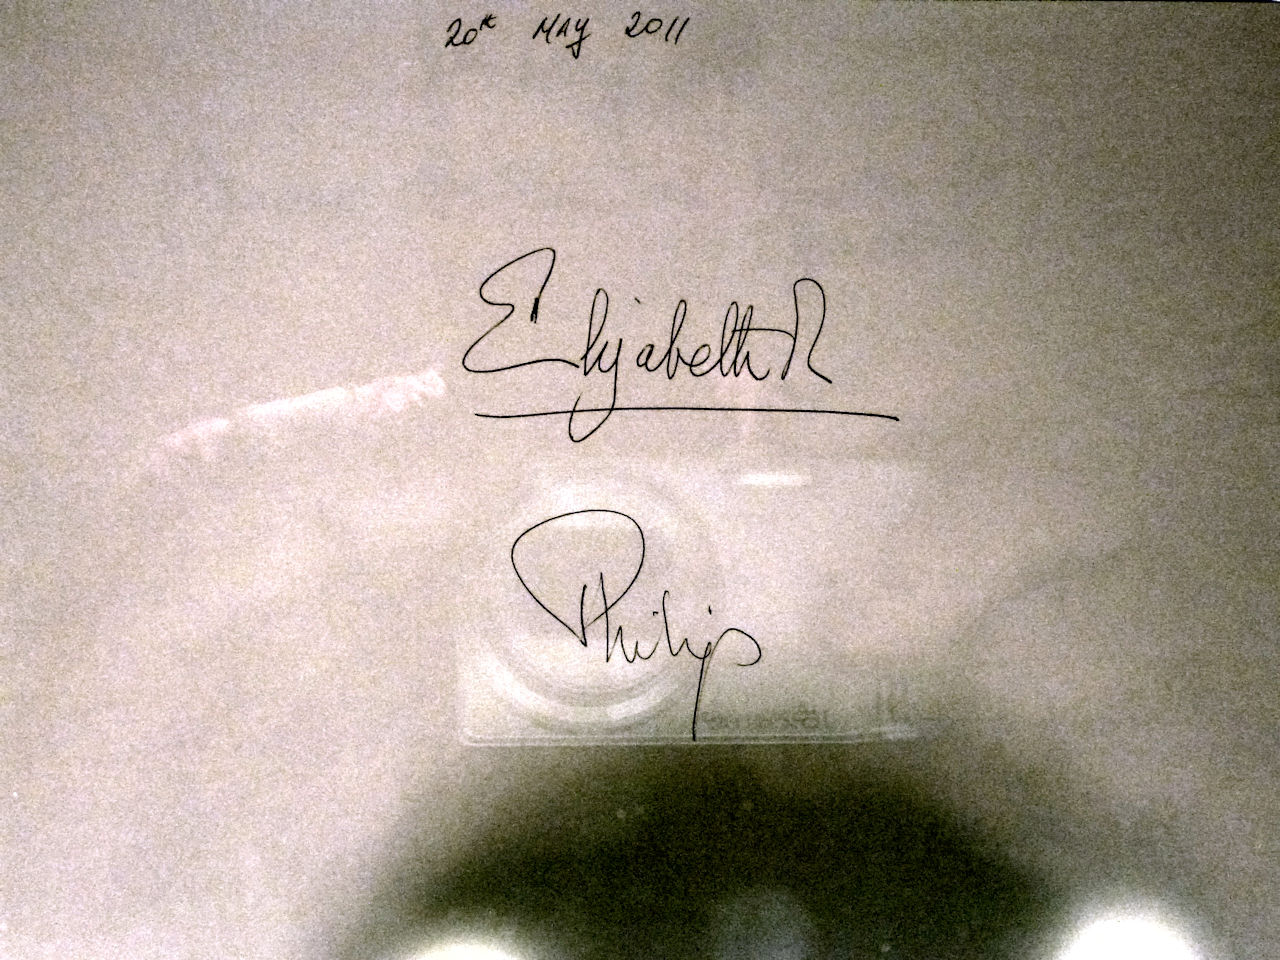 20th MAY 2011
Elizabeth R
Philip